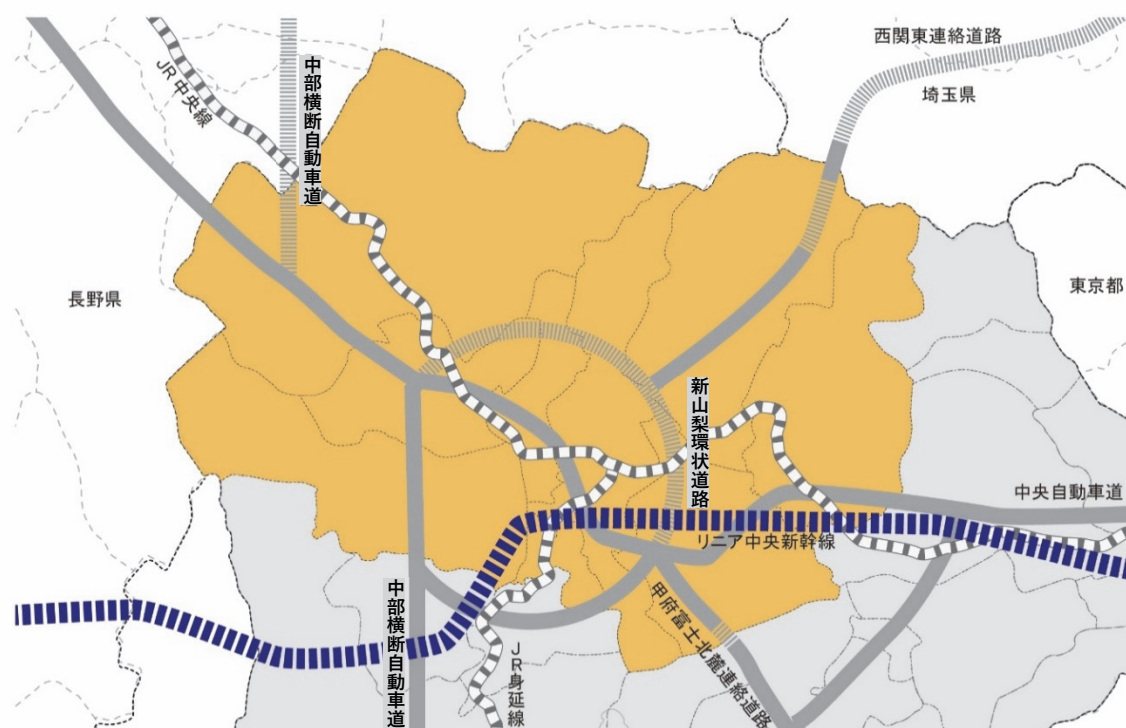 西関東連絡道路
中部横断自動車道
JR中央線
埼玉県
長野県
東京都
新山梨環状道路
中央自動車道
リニア中央新幹線
中部横断自動車道
甲府富士北麓連絡道路
JR身延線